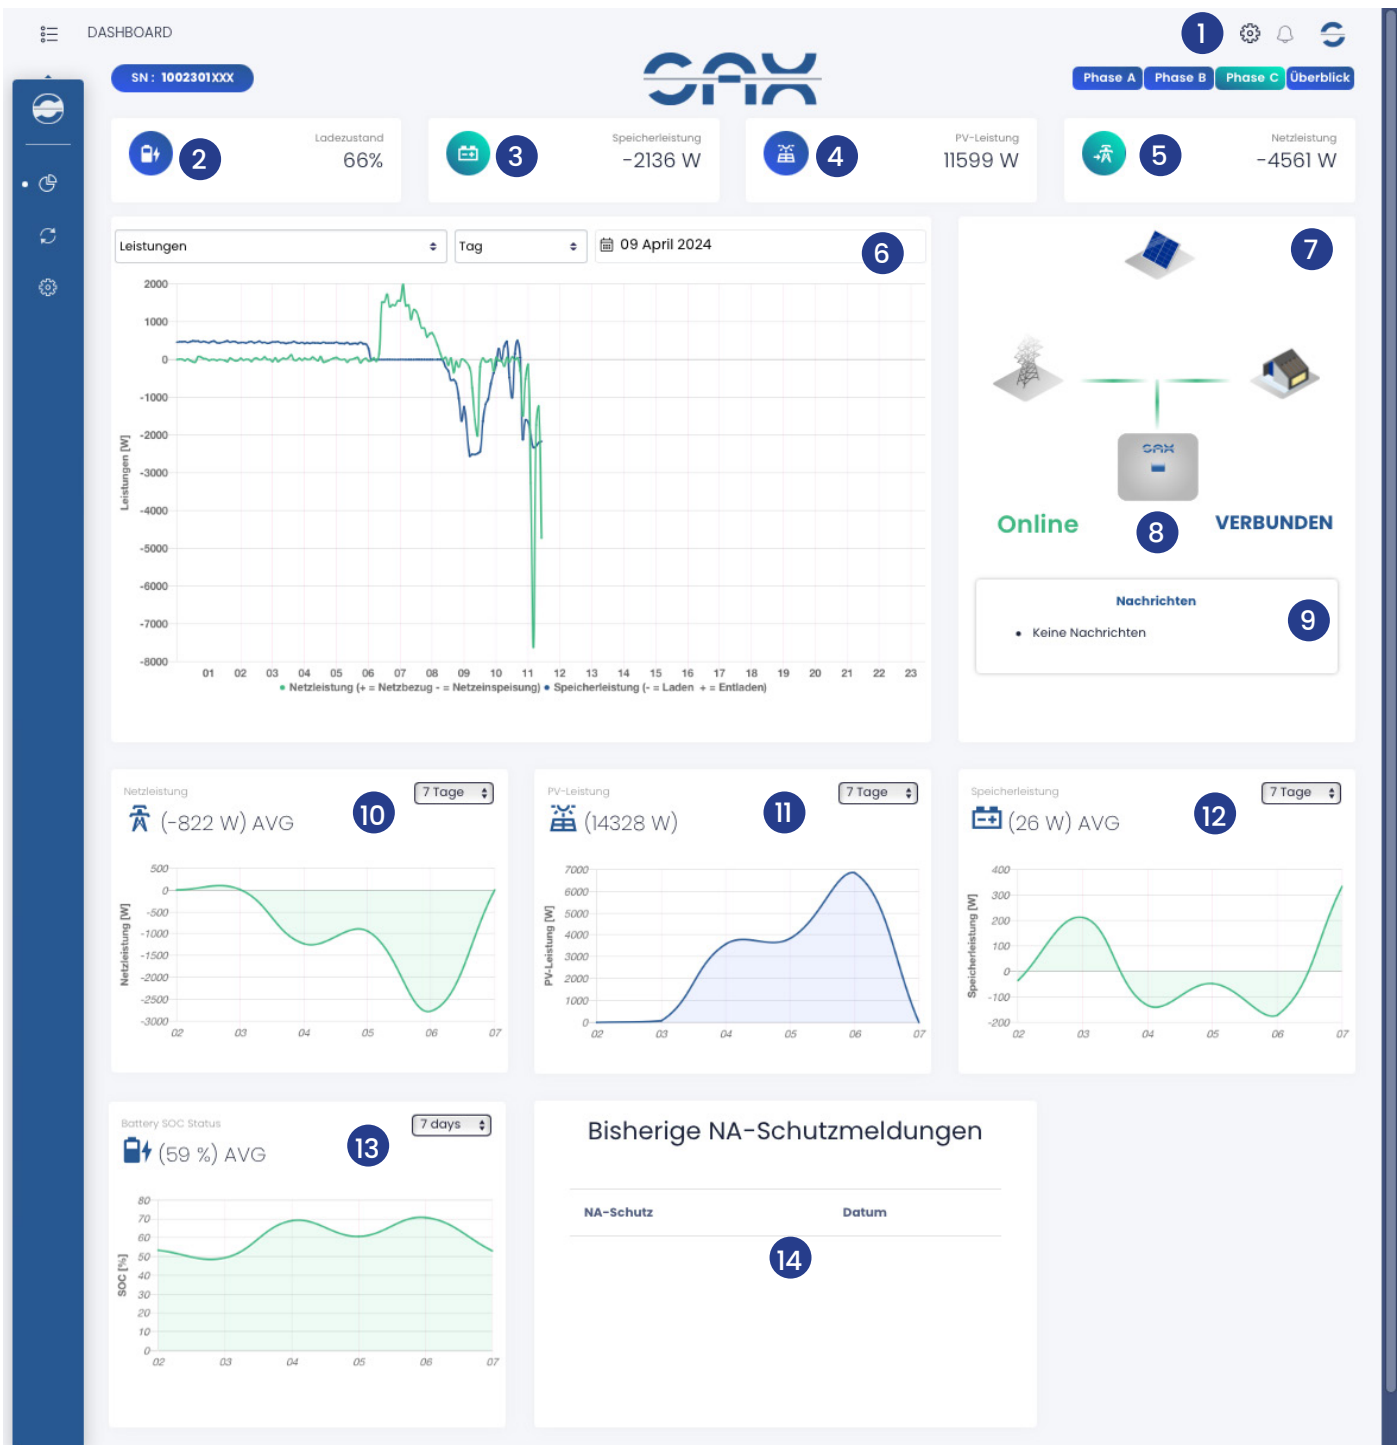 DASHBOARD
1
SN : 1002301XXX
SAX
Phase A
Phase B
Phase C
Überblick
2
Ladezustand
66%
3
Speicherleistung
-2136 W
4
PV-Leistung
11599 W
5
Netzleistung
-4561 W
Leistungen
Tag
09 April 2024
6
7
2000
1000
0
-1000
-2000
-3000
-4000
-5000
-6000
-7000
-8000
Leistungen [W]
01 02 03 04 05 06 07 08 09 10 11 12 13 14 15 16 17 18 19 20 21 22 23
Netzleistung (+ = Netzbezug - = Netzeinspeisung) Speicherleistung (- = Laden + = Entladen)
SAX
Online
8
VERBUNDEN
Nachrichten
9
• Keine Nachrichten
Netzleistung
(-822 W) AVG
10
7 Tage
500
0
-500
-1000
-1500
-2000
-2500
-3000
Netzleistung [W]
02 03 04 05 06 07
PV-Leistung
(14328 W)
11
7 Tage
7000
6000
5000
4000
3000
2000
1000
0
PV-Leistung [W]
02 03 04 05 06 07
Speicherleistung
(26 W) AVG
12
7 Tage
400
300
200
100
0
-100
-200
Speicherleistung [W]
02 03 04 05 06 07
Battery SOC Status
(59 %) AVG
13
7 days
80
70
60
50
40
30
20
10
0
SOC [%]
02 03 04 05 06 07
Bisherige NA-Schutzmeldungen
NA-Schutz Datum
14